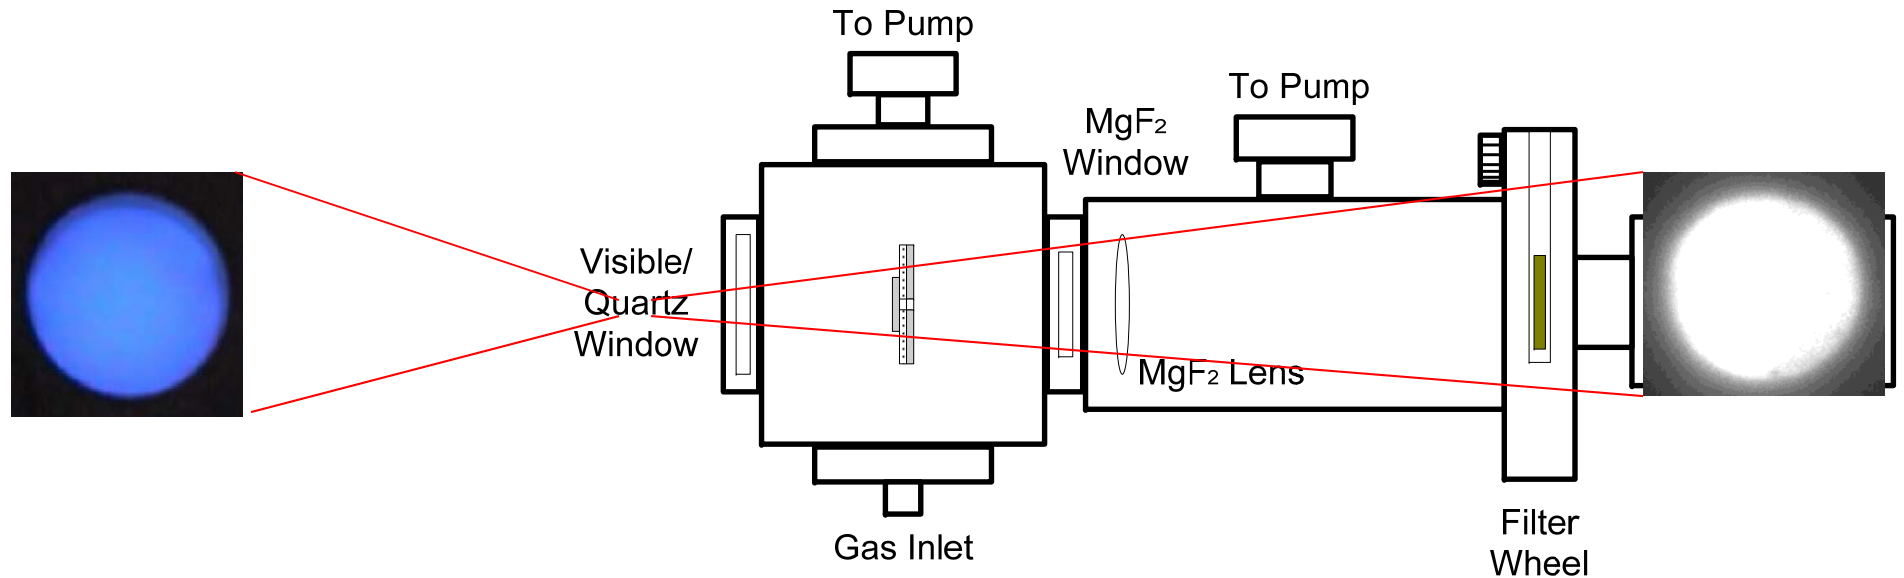 To Pump
To Pump
MgF₂
Window
Visible/
Quartz
Window
MgF₂ Lens
Gas Inlet
Filter
Wheel